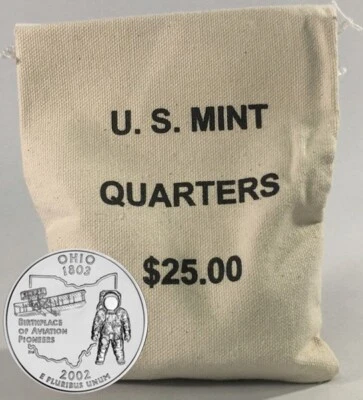 U. S. MINT
QUARTERS
$25.00
OHIO
1803
BIRTHPLACE
OF AVIATION
PIONEERS
2002
E PLURIBUS UNUM